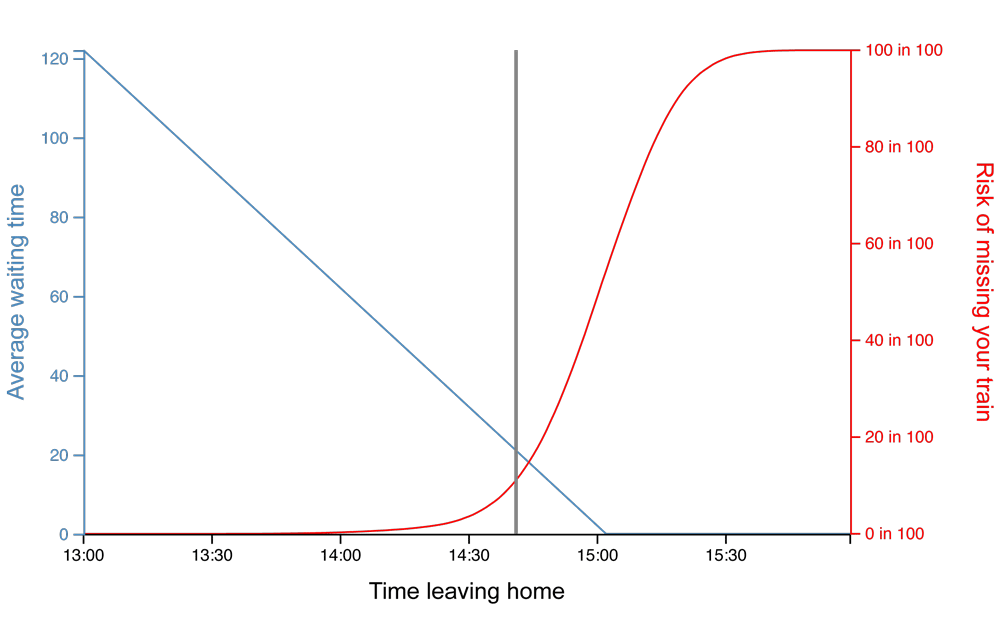 120
100
80
60
40
20
0
Average waiting time
100 in 100
80 in 100
60 in 100
40 in 100
20 in 100
0 in 100
Risk of missing your train
13:00
13:30
14:00
14:30
15:00
15:30
Time leaving home